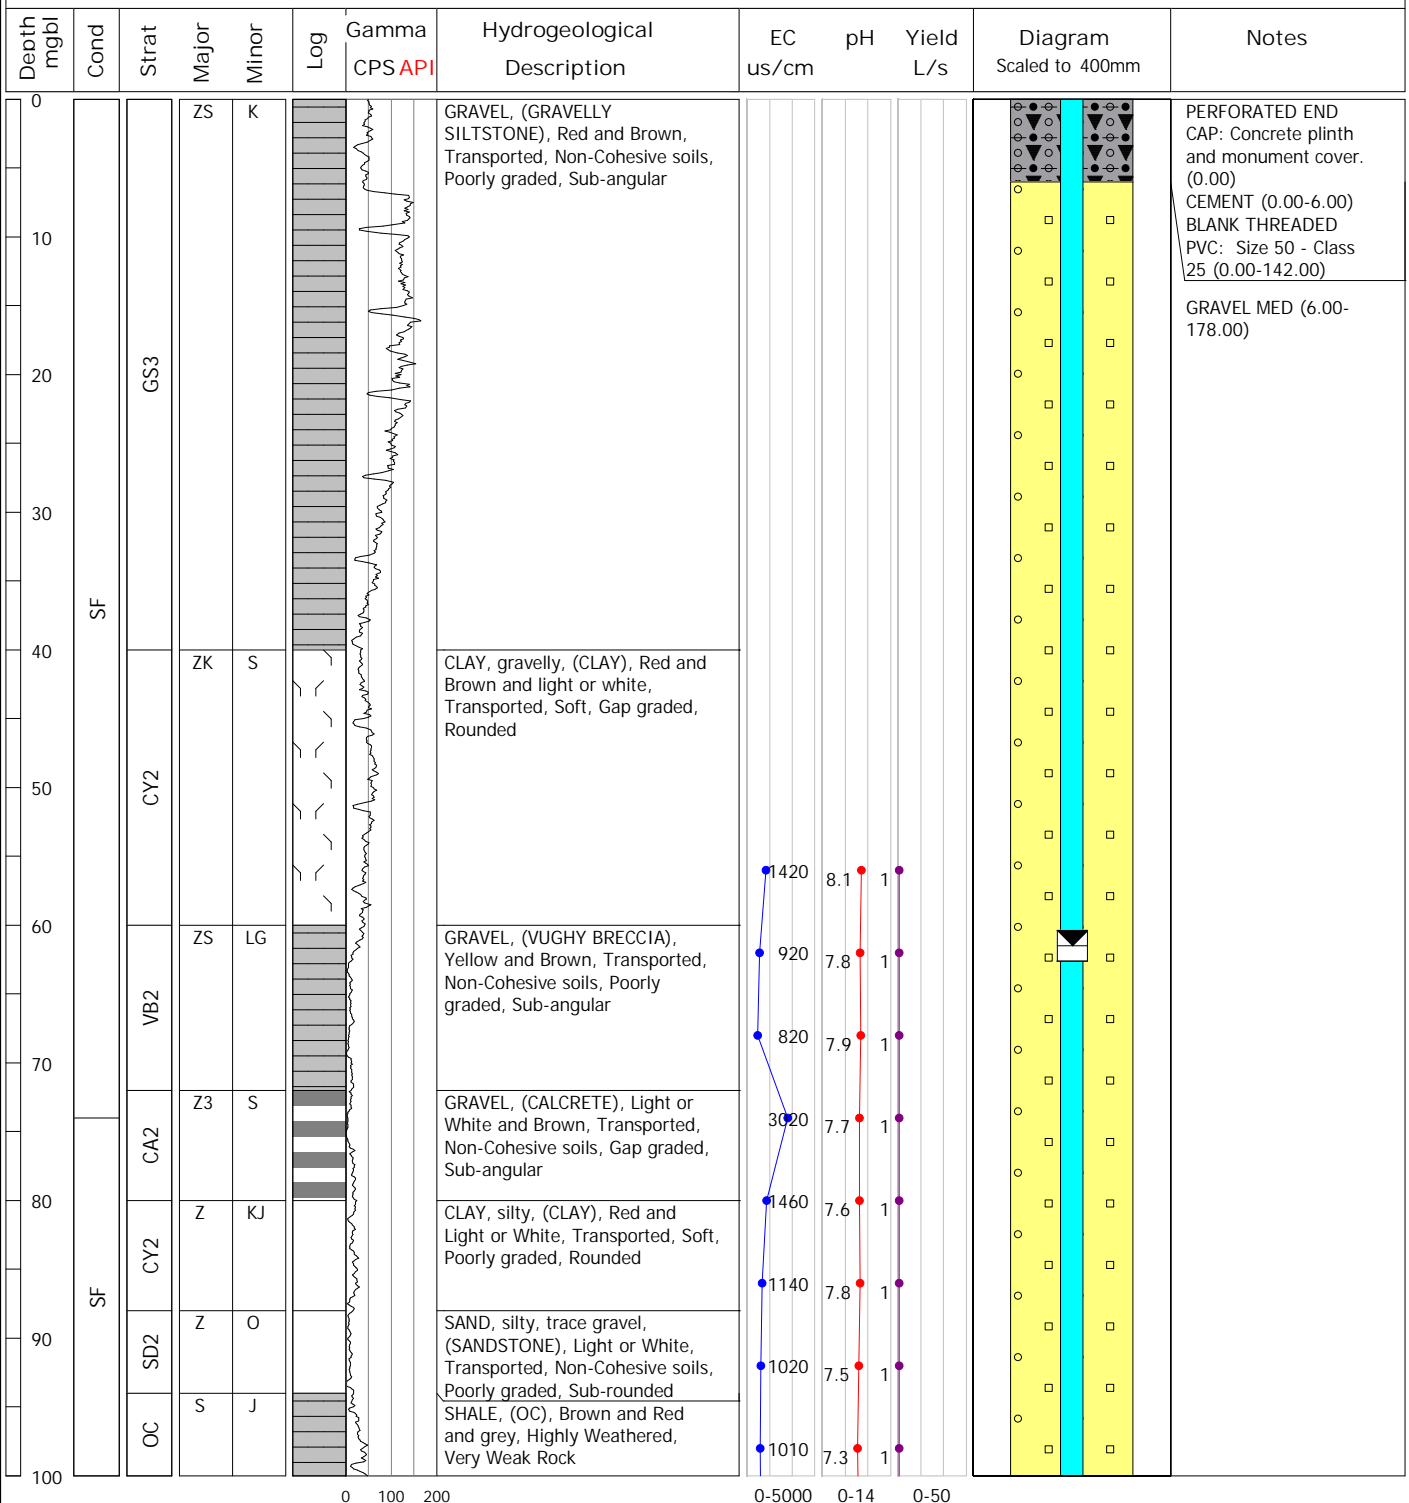 Depth mgbl
Cond
Strat
Major
Minor
Log
Gamma
CPS API
Hydrogeological
Description
EC
us/cm
pH
Yield
L/s
Diagram
Scaled to 400mm
Notes
0
10
20
30
40
50
60
70
80
90
100
SF
SF
GS3
CY2
VB2
CA2
CY2
SD2
OC
ZS K
GRAVEL, (GRAVELLY
SILTSTONE), Red and Brown,
Transported, Non-Cohesive soils,
Poorly graded, Sub-angular
ZK S
CLAY, gravelly, (CLAY), Red and
Brown and light or white,
Transported, Soft, Gap graded,
Rounded
ZS LG
GRAVEL, (VUGHY BRECCIA),
Yellow and Brown, Transported,
Non-Cohesive soils, Poorly
graded, Sub-angular
Z3 S
GRAVEL, (CALCRETE), Light or
White and Brown, Transported,
Non-Cohesive soils, Gap graded,
Sub-angular
Z KJ
CLAY, silty, (CLAY), Red and
Light or White, Transported, Soft,
Poorly graded, Rounded
Z O
SAND, silty, trace gravel,
(SANDSTONE), Light or White,
Transported, Non-Cohesive soils,
Poorly graded, Sub-rounded
S J
SHALE, (OC), Brown and Red
and grey, Highly Weathered,
Very Weak Rock
1420 8.1 1
920 7.8 1
820 7.9 1
3020 7.7 1
1460 7.6 1
1140 7.8 1
1020 7.5 1
1010 7.3 1
PERFORATED END
CAP: Concrete plinth
and monument cover.
(0.00)
CEMENT (0.00-6.00)
BLANK THREADED
PVC: Size 50 - Class
25 (0.00-142.00)
GRAVEL MED (6.00-
178.00)
0 100 200
0-5000 0-14 0-50